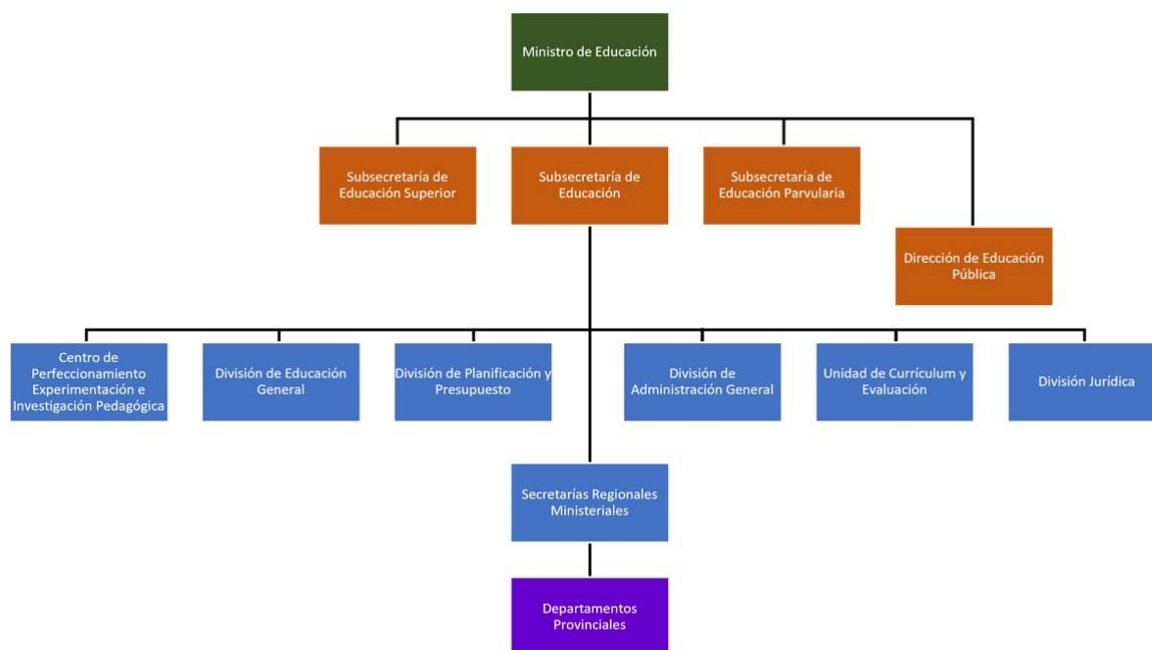 Ministro de Educación
Subsecretaría de
Educación Superior
Subsecretaría de
Educación
Subsecretaría de
Educación Parvularia
Dirección de Educación
Pública
Centro de
Perfeccionamiento
Experimentación e
Investigación Pedagógica
División de Educación
General
División de Planificación y
Presupuesto
División de
Administración General
Unidad de Currículum y
Evaluación
División Jurídica
Secretarías Regionales
Ministeriales
Departamentos
Provinciales